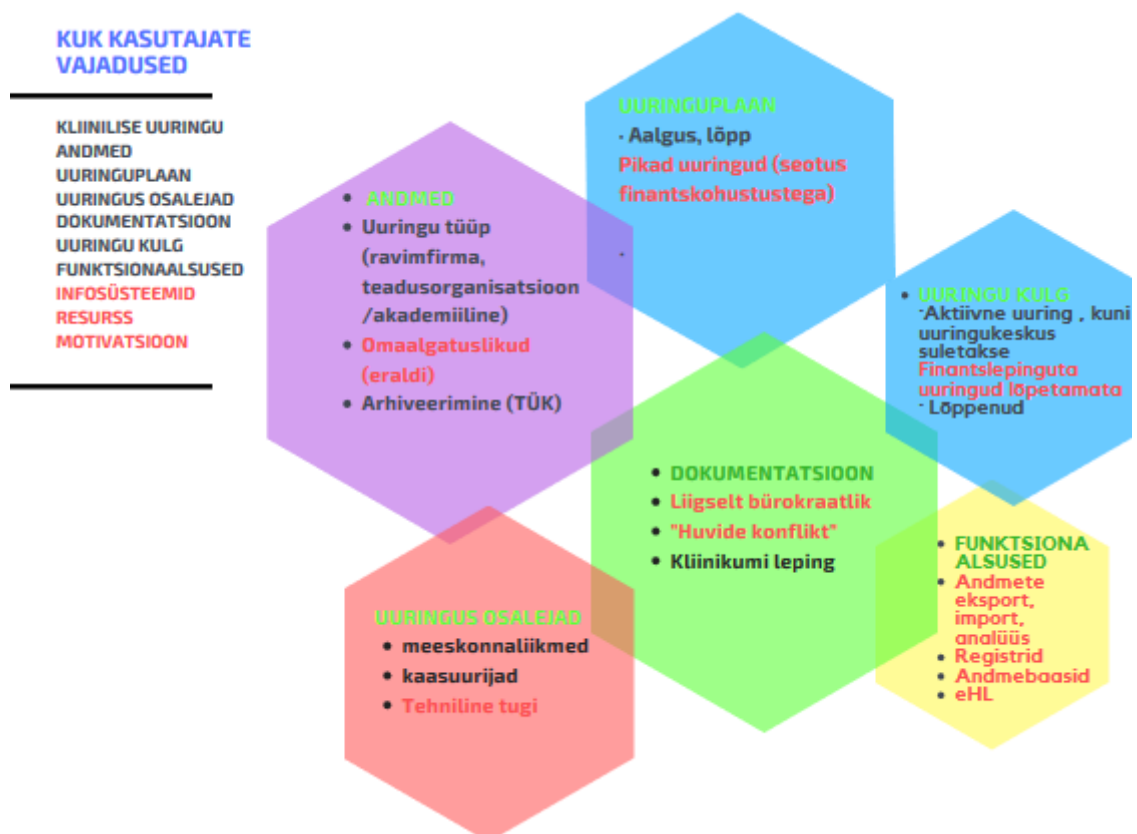 KUK KASUTAJATE
VAJADUSED
KLIINILISE UURINGU
ANDMED
UURINGUPLAAN
UURINGUS OSALEJAD
DOKUMENTATSIOON
UURINGU KULG
FUNKTSIONAALSUSED
INFOSÜSTEEMID
RESURSS
MOTIVATSIOON
UURINGUPLAAN
· Aalgus, lõpp
Pikad uuringud (seotus
finantskohustustega)
·
• ANDMED
• Uuringu tüüp
(ravimfirma,
teadusorganisatsioon
/akademiiline)
• Omaalgatuslikud
(eraldi)
• Arhiveerimine (TÜK)
• UURINGU KULG
·Aktiivne uuring , kuni
uuringukeskus
suletakse
Finantslepinguta
uuringud lõpetamata
· Lõppenud
• DOKUMENTATSIOON
• Liigselt bürokraatlik
• "Huvide konflikt"
• Kliinikumi leping
• FUNKTSIONA
ALSUSED
• Andmete
eksport,
import,
analüüs
• Registrid
• Andmebaasid
• eHL
UURINGUS OSALEJAD
• meeskonnaliikmed
• kaasuurijad
• Tehniline tugi